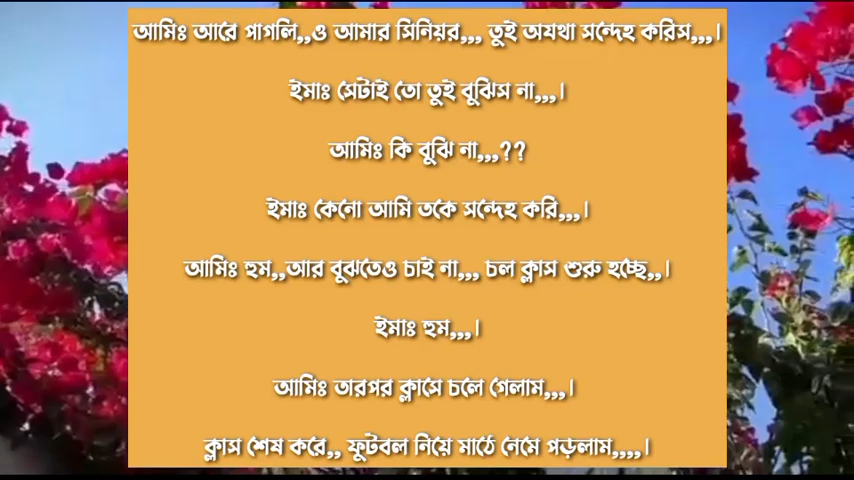 আমিঃ আরে পাগলি,,ও আমার সিনিয়র,,, তুই অযথা সন্দেহ করিস,,,।
ইমাঃ সেটাই তো তুই বুঝিস না,,,।
আমিঃ কি বুঝি না,,,??
ইমাঃ কেনো আমি তকে সন্দেহ করি,,,।
আমিঃ হুম,,আর বুঝতেও চাই না,,, চল ক্লাস শুরু হচ্ছে,,।
ইমাঃ হুম,,,।
আমিঃ তারপর ক্লাসে চলে গেলাম,,,।
ক্লাস শেষ করে,, ফুটবল নিয়ে মাঠে নেমে পড়লাম,,,,।